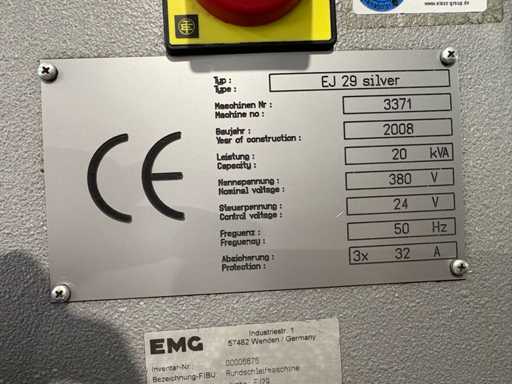 www.elasa-group.de
Typ : EJ 29 silver
Type :
Maschinen Nr : 3371
Machine no :
Baujahr : 2008
Year of construction :
Leistung : 20 kVA
Capacity :
Nennspannung : 380 V
Nominal voltage :
Steuerspannung : 24 V
Control voltage :
Frequenz : 50 Hz
Frequency :
Absicherung : 3x 32 A
Protection :
CE
EMG
Industriestr. 1
57482 Wenden / Germany
Inventar-Nr.: 00006675
Bezeichnung-FIBU Rundschleifmaschine